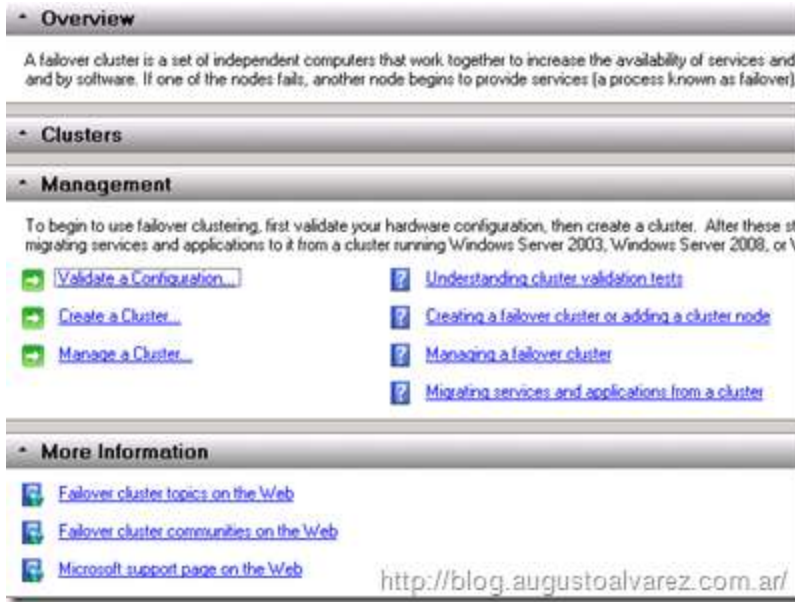 Overview
A failover cluster is a set of independent computers that work together to increase the availability of services and
and by software. If one of the nodes fails, another node begins to provide services (a process known as failover)
Clusters
Management
To begin to use failover clustering, first validate your hardware configuration, then create a cluster. After these
migrating services and applications to it from a cluster running Windows Server 2003, Windows Server 2008, or
Validate a Configuration...
Understanding cluster validation tests
Create a Cluster...
Creating a failover cluster or adding a cluster node
Manage a Cluster...
Managing a failover cluster
Migrating services and applications from a cluster
More Information
Failover cluster topics on the Web
Failover cluster communities on the Web
Microsoft support page on the Web
http://blog.augustoalvarez.com.ar/